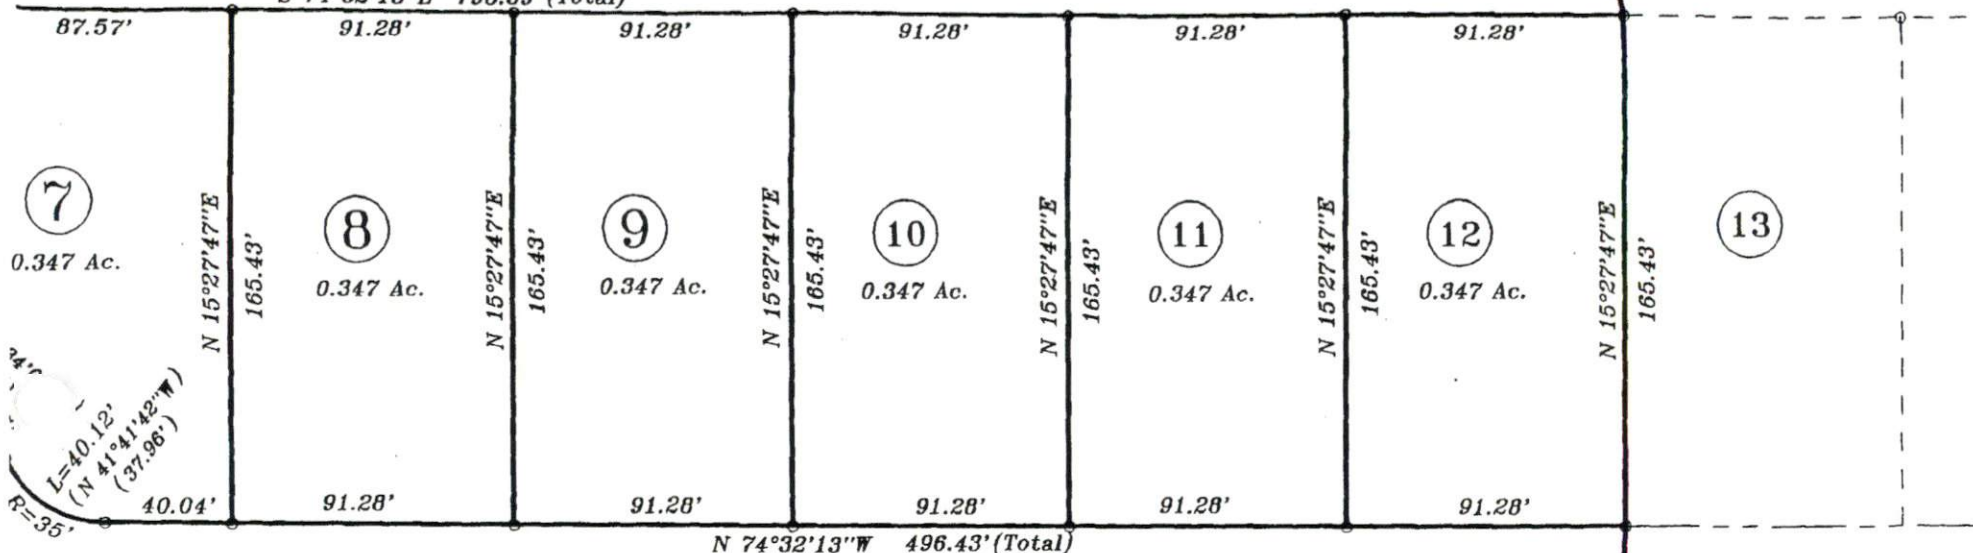 87.57'
91.28'
91.28'
91.28'
91.28'
91.28'
7
0.347 Ac.
N 15°27'47"E
165.43'
8
0.347 Ac.
N 15°27'47"E
165.43'
9
0.347 Ac.
N 15°27'47"E
165.43'
10
0.347 Ac.
N 15°27'47"E
165.43'
11
0.347 Ac.
N 15°27'47"E
165.43'
12
0.347 Ac.
N 15°27'47"E
165.43'
13
L=40.12'
(N 41°41'42"W)
(37.96')
R=35'
40.04'
91.28'
91.28'
91.28'
91.28'
91.28'
N 74°32'13"W 496.43'(Total)